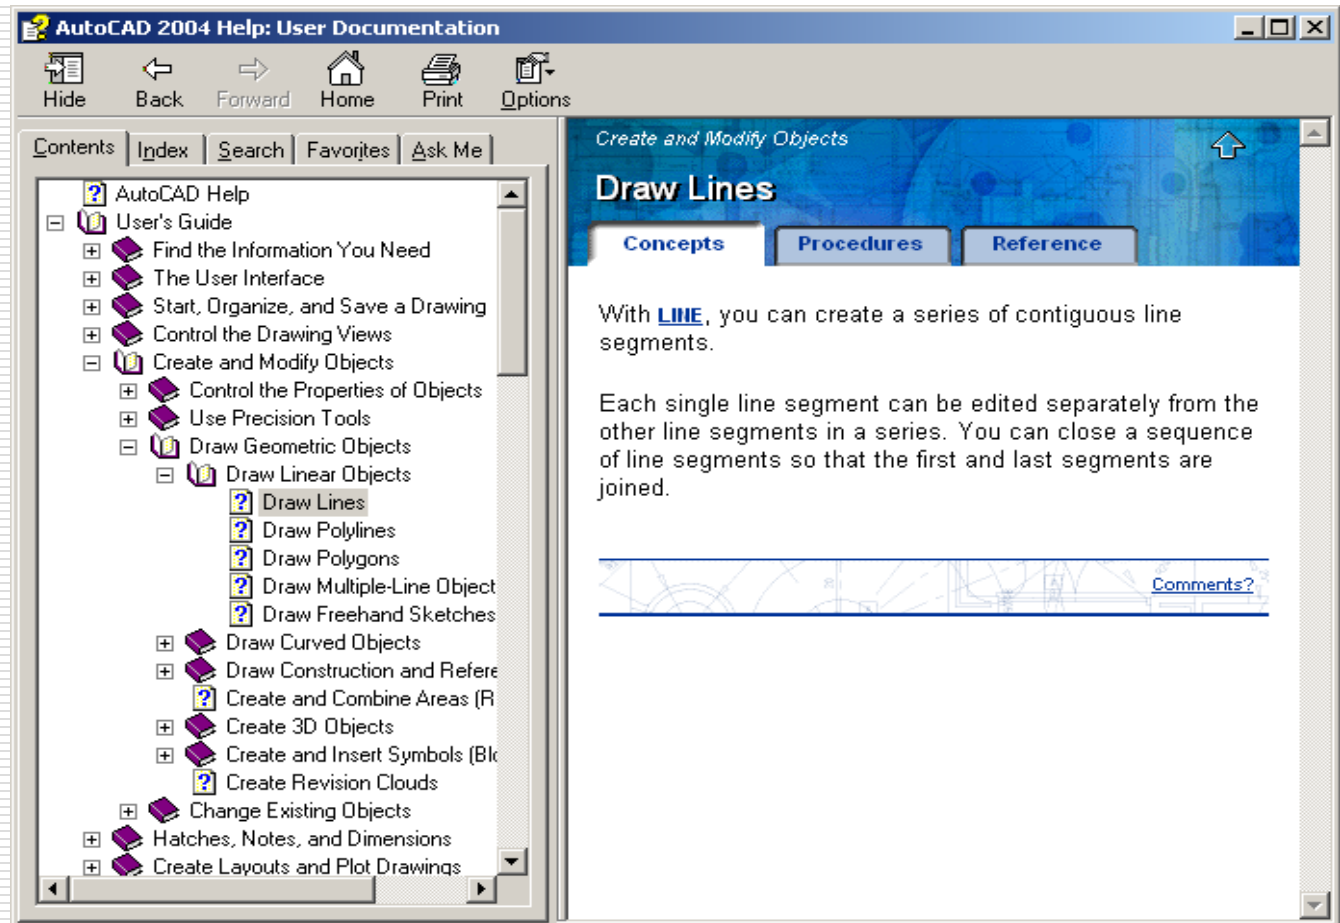 AutoCAD 2004 Help: User Documentation
Hide Back Forward Home Print Options
Contents Index Search Favorites Ask Me
AutoCAD Help
User's Guide
Find the Information You Need
The User Interface
Start, Organize, and Save a Drawing
Control the Drawing Views
Create and Modify Objects
Control the Properties of Objects
Use Precision Tools
Draw Geometric Objects
Draw Linear Objects
Draw Lines
Draw Polylines
Draw Polygons
Draw Multiple-Line Object
Draw Freehand Sketches
Draw Curved Objects
Draw Construction and Refere
Create and Combine Areas (R
Create 3D Objects
Create and Insert Symbols (Blo
Create Revision Clouds
Change Existing Objects
Hatches, Notes, and Dimensions
Create Layouts and Plot Drawings
Create and Modify Objects
Draw Lines
Concepts Procedures Reference
With LINE, you can create a series of contiguous line
segments.
Each single line segment can be edited separately from the
other line segments in a series. You can close a sequence
of line segments so that the first and last segments are
joined.
Comments?